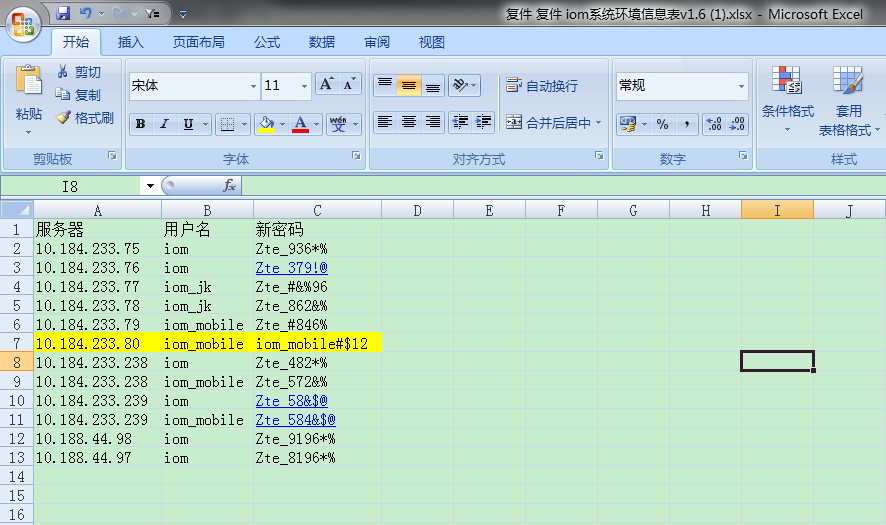 复件 复件 iom系统环境信息表v1.6 (1).xlsx - Microsoft Excel
开始 插入 页面布局 公式 数据 审阅 视图
粘贴 剪切 宋体 11 自动换行 常规 条件格式 套用
复制 表格格式
格式刷 B I U 合并后居中
剪贴板 字体 对齐方式 数字 样式
I8 fx
A B C D E F G H I J
1 服务器 用户名 新密码
2 10.184.233.75 iom Zte_936*%
3 10.184.233.76 iom Zte_379!@
4 10.184.233.77 iom_jk Zte_#&%96
5 10.184.233.78 iom_jk Zte_862&%
6 10.184.233.79 iom_mobile Zte_#846%
7 10.184.233.80 iom_mobile iom_mobile#$12
8 10.184.233.238 iom Zte_482*%
9 10.184.233.238 iom_mobile Zte_572&%
10 10.184.233.239 iom Zte_58&$@
11 10.184.233.239 iom_mobile Zte_584&$@
12 10.188.44.98 iom Zte_9196*%
13 10.188.44.97 iom Zte_8196*%
14
15
16